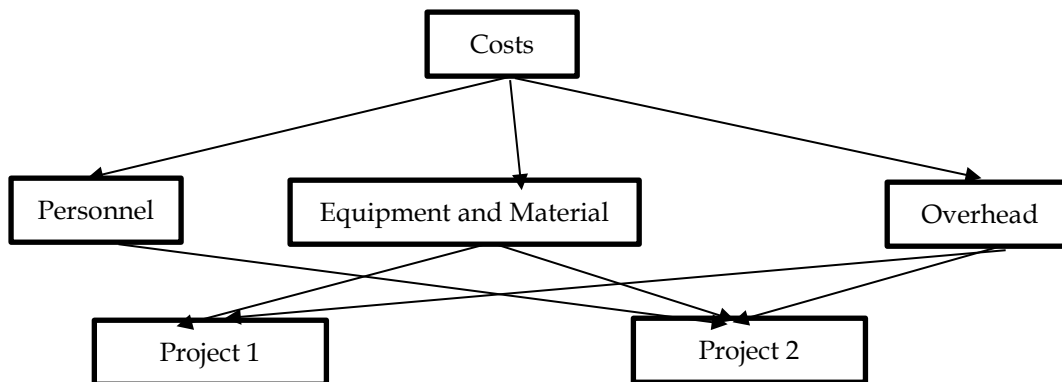 Costs
Personnel
Equipment and Material
Overhead
Project 1
Project 2